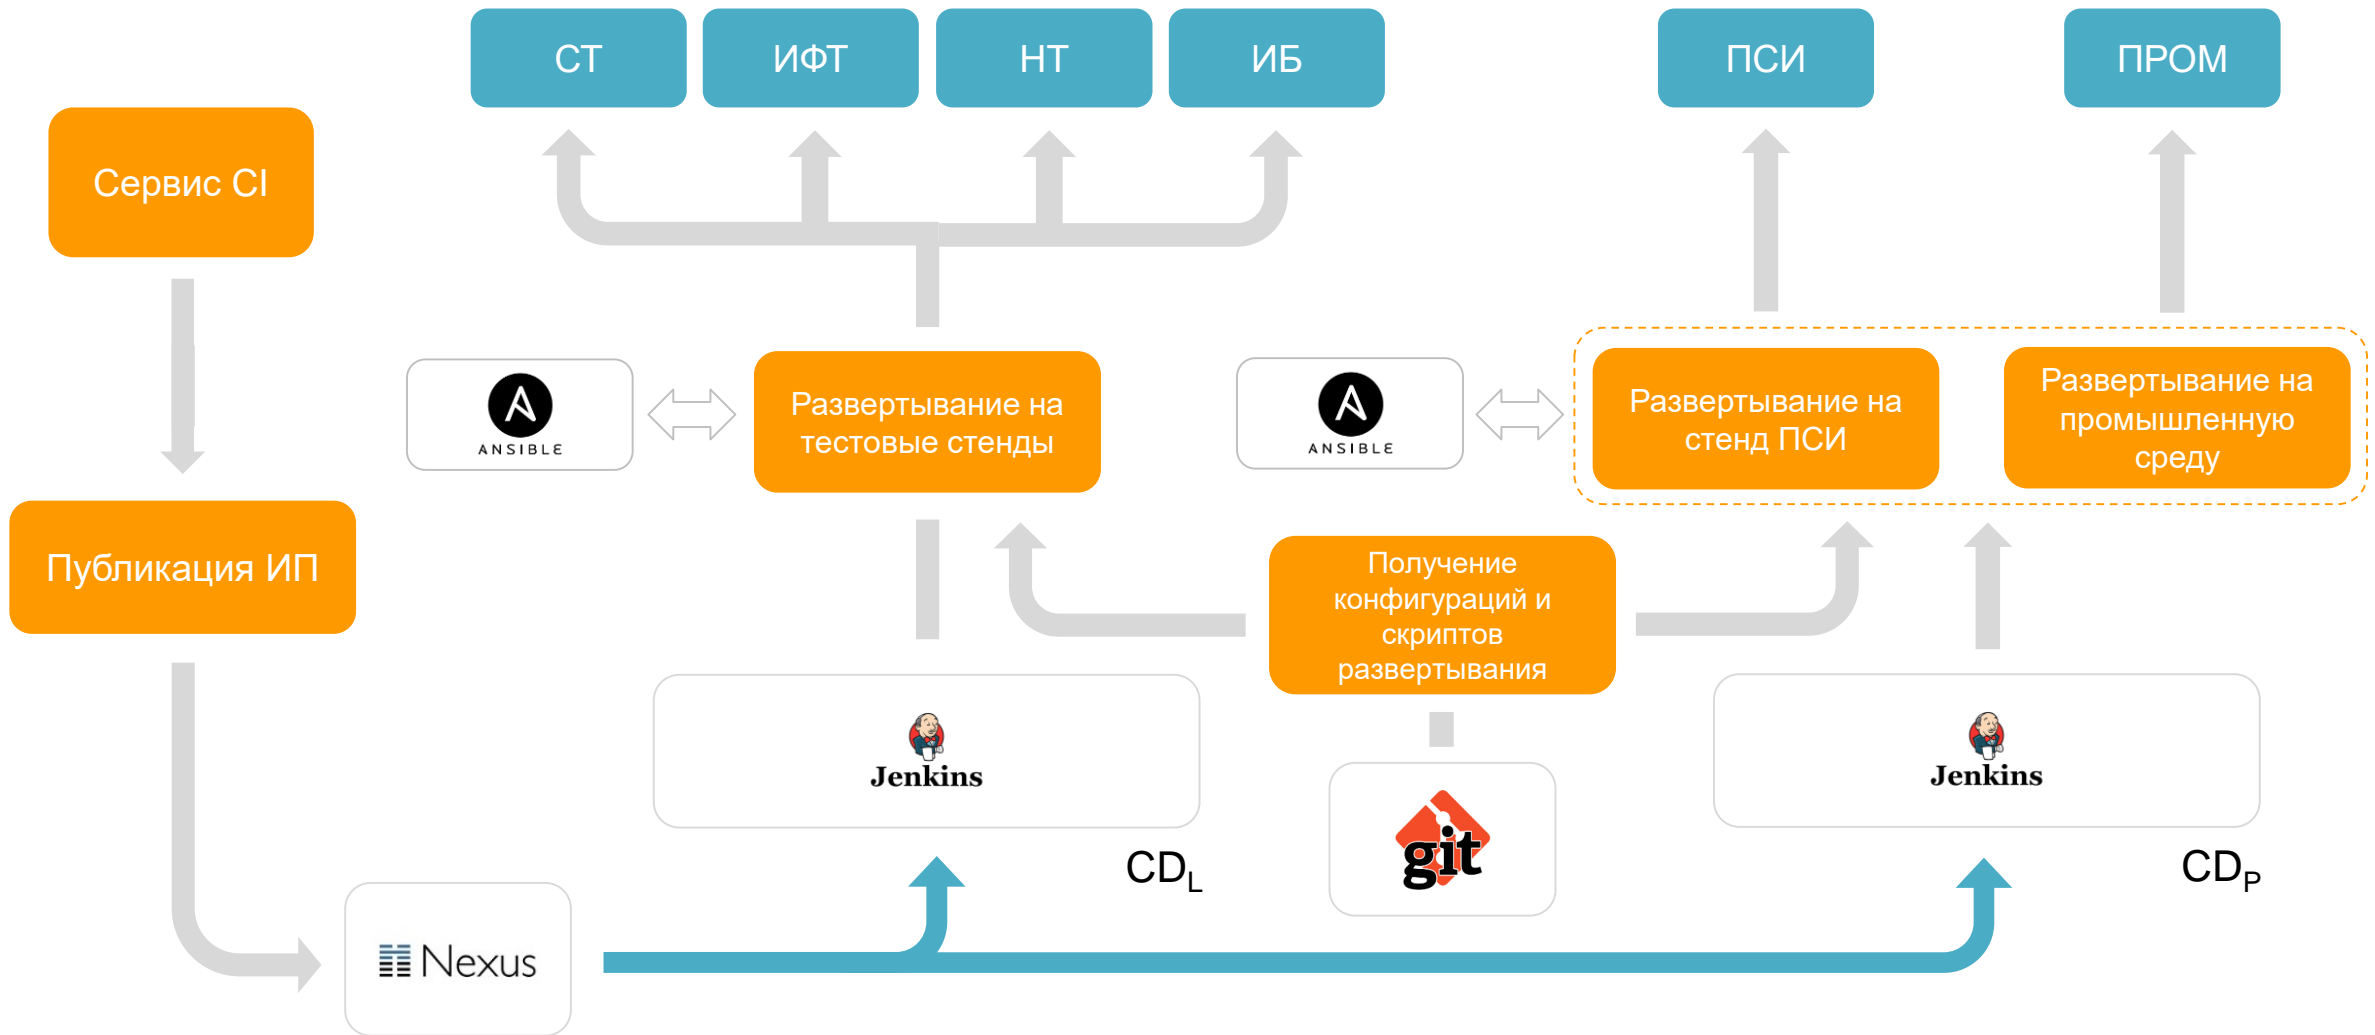 СТ
ИФТ
НТ
ИБ
ПСИ
ПРОМ
Сервис CI
ANSIBLE
Развертывание на
тестовые стенды
ANSIBLE
Развертывание на
стенд ПСИ
Развертывание на
промышленную
среду
Публикация ИП
Получение
конфигураций и
скриптов
развертывания
Jenkins
git
Jenkins
CDL
CDP
Nexus